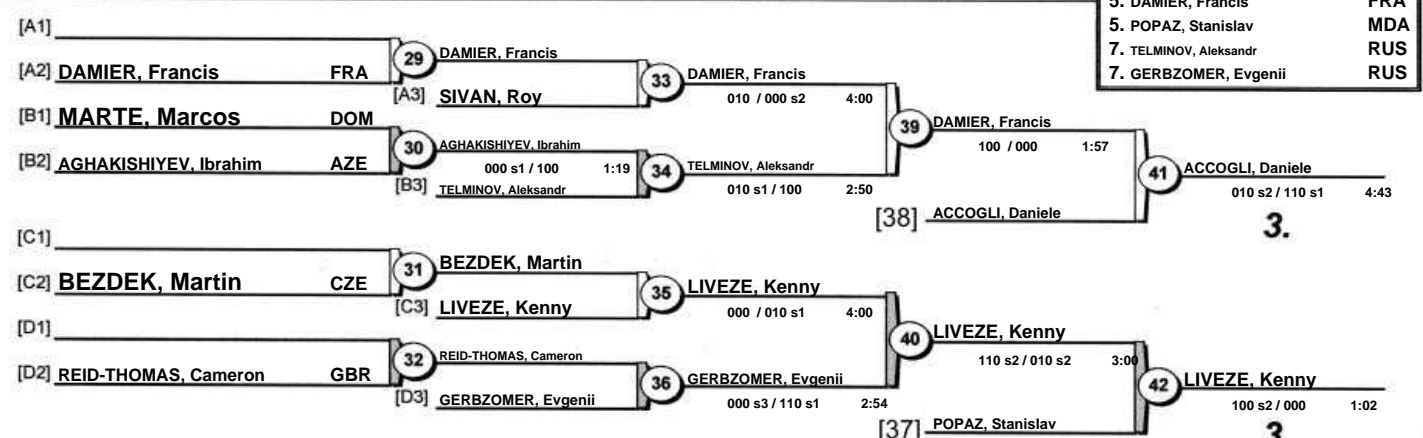 5. DAMIER, Francis FRA
5. POPAZ, Stanislav MDA
7. TELMINOV, Aleksandr RUS
7. GERBZOMER, Evgenii RUS
[A1]
29 DAMIER, Francis
[A2] DAMIER, Francis FRA
33 DAMIER, Francis
010 / 000 s2 4:00
[A3] SIVAN, Roy
[B1] MARTE, Marcos DOM
39 DAMIER, Francis
100 / 000 1:57
30 AGHAKISHIYEV, Ibrahim
000 s1 / 100 1:19
[B2] AGHAKISHIYEV, Ibrahim AZE
34 TELMINOV, Aleksandr
010 s1 / 100 2:50
[B3] TELMINOV, Aleksandr
41 ACCOGLI, Daniele
010 s2 / 110 s1 4:43
[38] ACCOGLI, Daniele
3.
[C1]
31 BEZDEK, Martin
[C2] BEZDEK, Martin CZE
35 LIVEZE, Kenny
000 / 010 s1 4:00
[C3] LIVEZE, Kenny
[D1]
40 LIVEZE, Kenny
110 s2 / 010 s2 3:00
32 REID-THOMAS, Cameron
[D2] REID-THOMAS, Cameron GBR
36 GERBZOMER, Evgenii
000 s3 / 110 s1 2:54
[D3] GERBZOMER, Evgenii
42 LIVEZE, Kenny
100 s2 / 000 1:02
[37] POPAZ, Stanislav
3